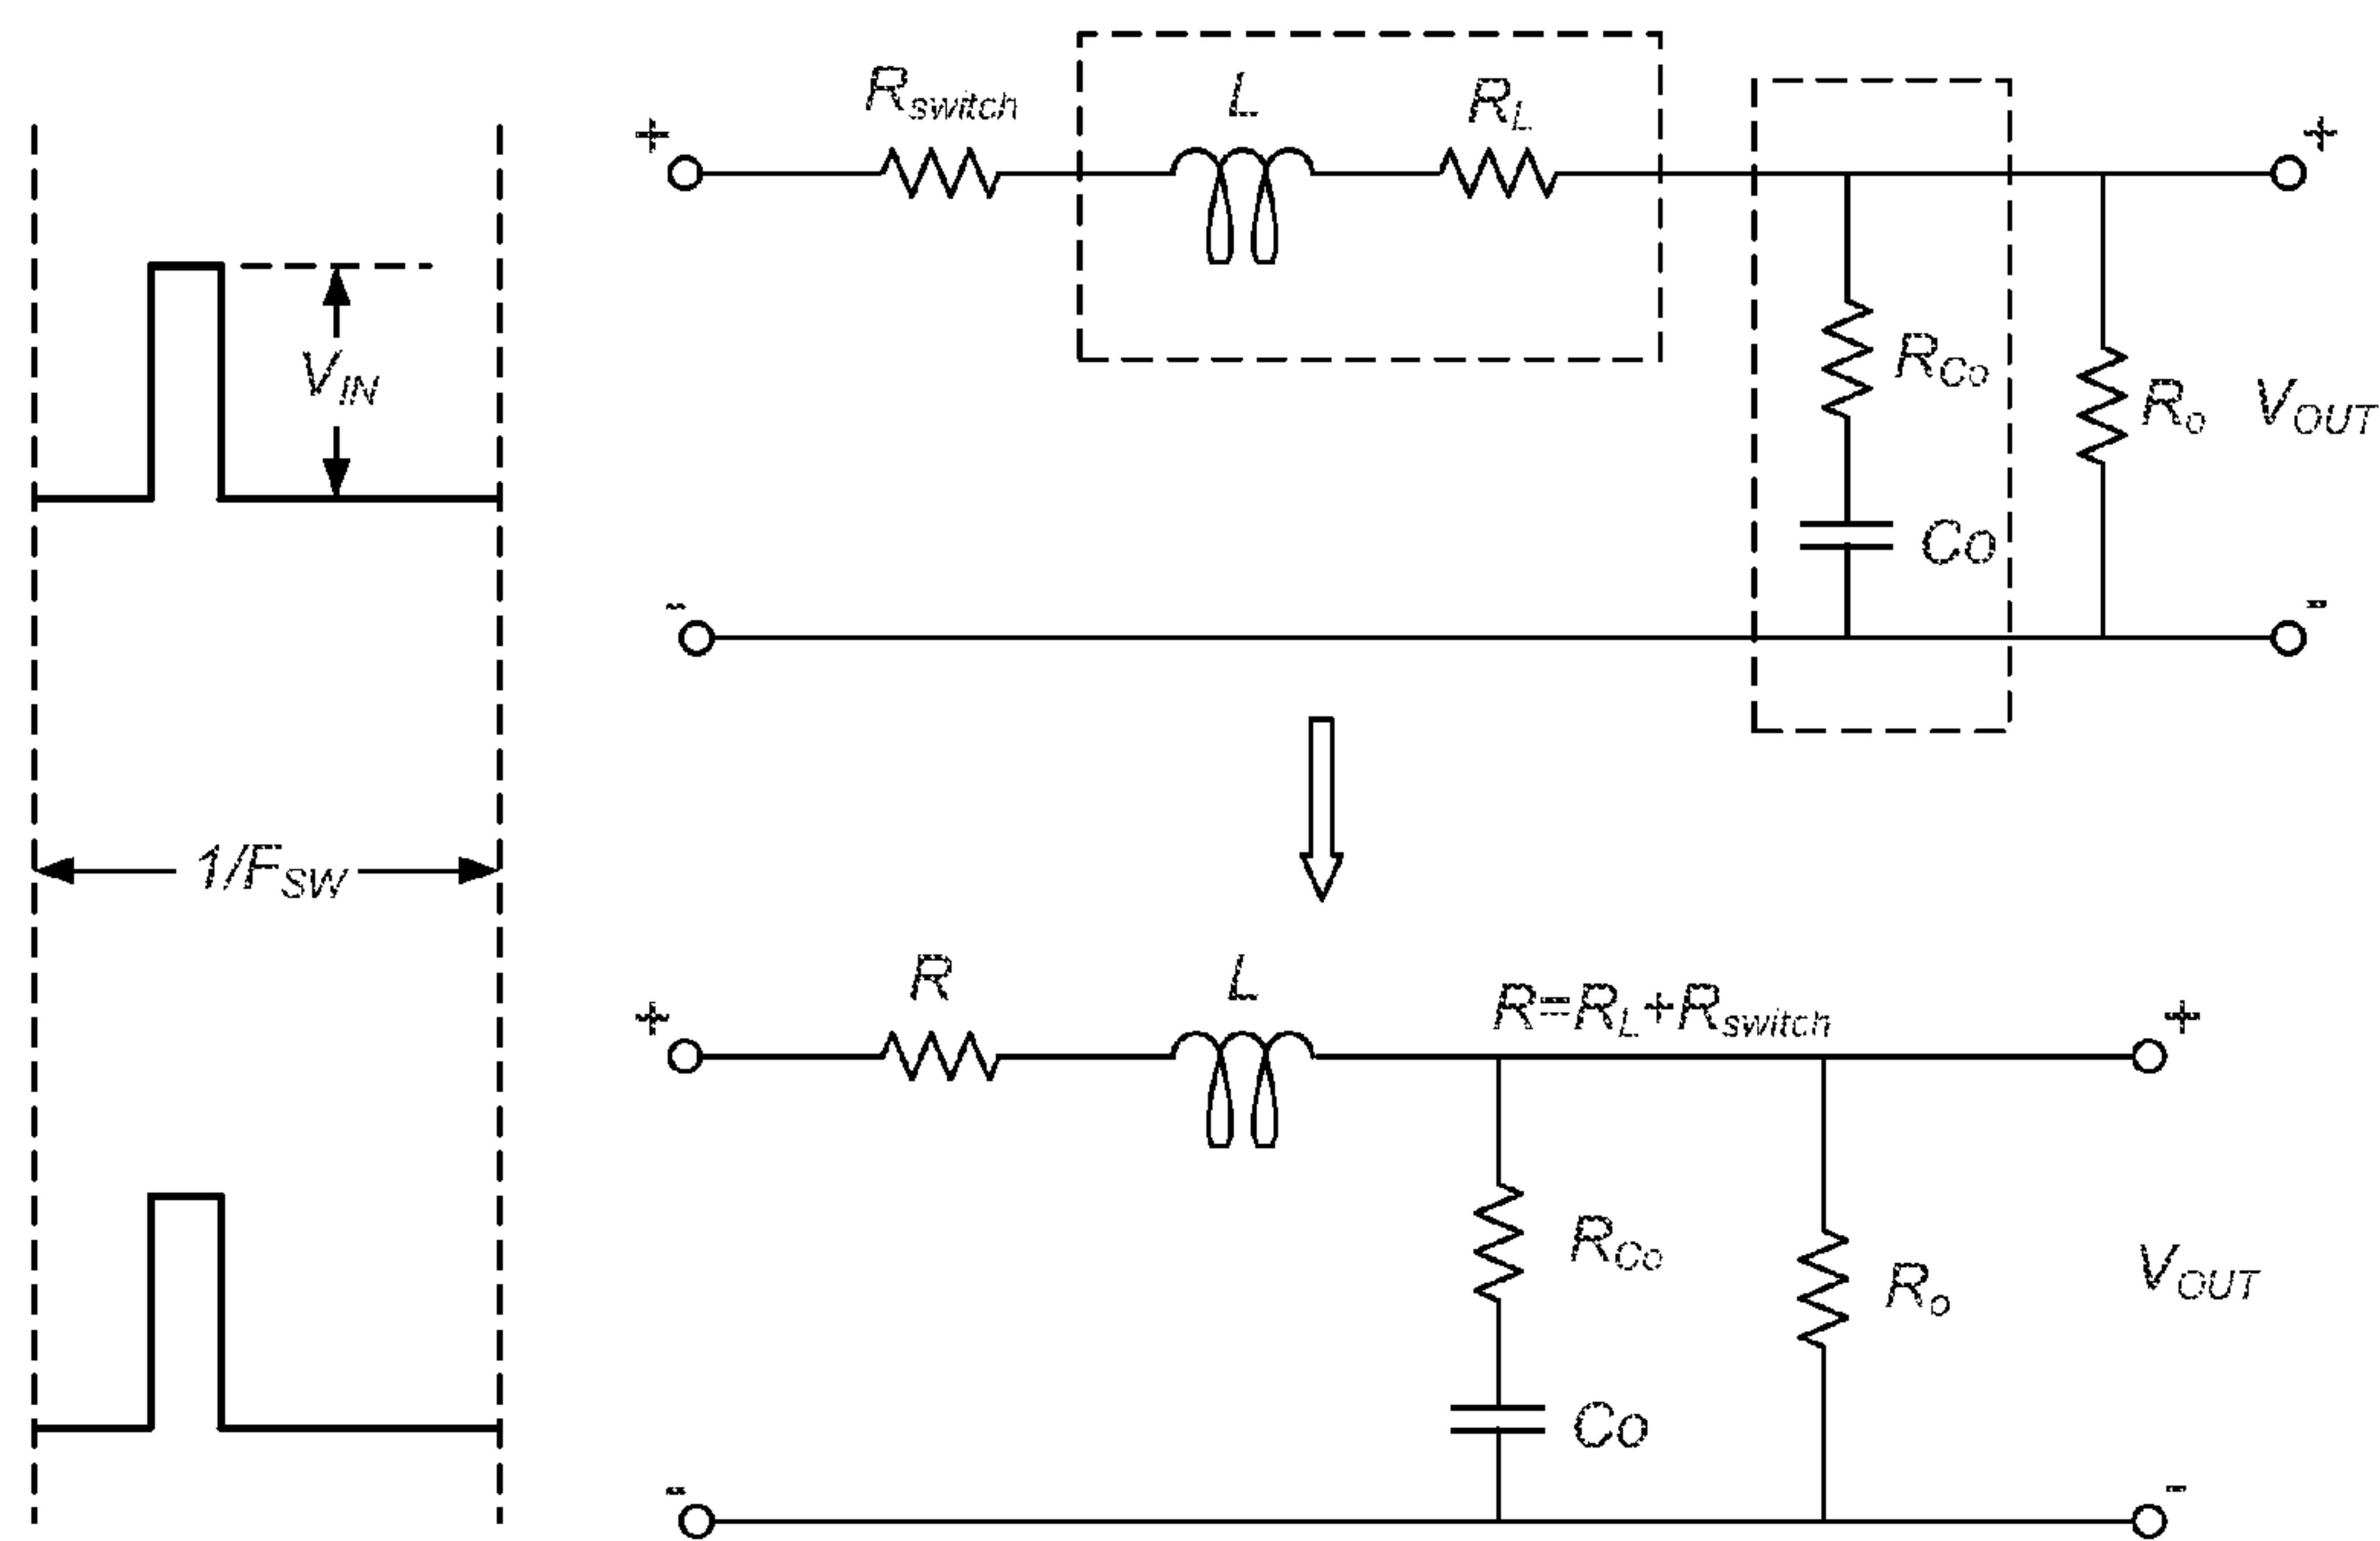 R_switch
L
R_L
+
+
V_IN
R_Co
R_o
V_OUT
Co
-
-
1/F_SW
R
L
R=R_L+R_switch
+
+
R_Co
R_o
V_OUT
Co
-
-